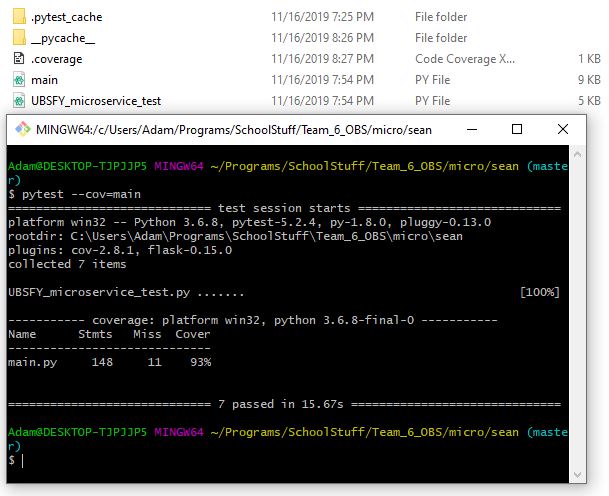 .pytest_cache 11/16/2019 7:25 PM File folder
__pycache__ 11/16/2019 8:26 PM File folder
.coverage 11/16/2019 8:27 PM Code Coverage X... 1 KB
main 11/16/2019 7:54 PM PY File 9 KB
UBSFY_microservice_test 11/16/2019 7:54 PM PY File 5 KB
MINGW64:/c/Users/Adam/Programs/SchoolStuff/Team_6_OBS/micro/sean
Adam@DESKTOP-TJPJJP5 MINGW64 ~/Programs/SchoolStuff/Team_6_OBS/micro/sean (maste
r)
$ pytest --cov=main
============================= test session starts =============================
platform win32 -- Python 3.6.8, pytest-5.2.4, py-1.8.0, pluggy-0.13.0
rootdir: C:\Users\Adam\Programs\SchoolStuff\Team_6_OBS\micro\sean
plugins: cov-2.8.1, flask-0.15.0
collected 7 items
UBSFY_microservice_test.py ....... [100%]
----------- coverage: platform win32, python 3.6.8-final-0 -----------
Name Stmts Miss Cover
-----------------------------
main.py 148 11 93%
============================= 7 passed in 15.67s ==============================
Adam@DESKTOP-TJPJJP5 MINGW64 ~/Programs/SchoolStuff/Team_6_OBS/micro/sean (maste
r)
$